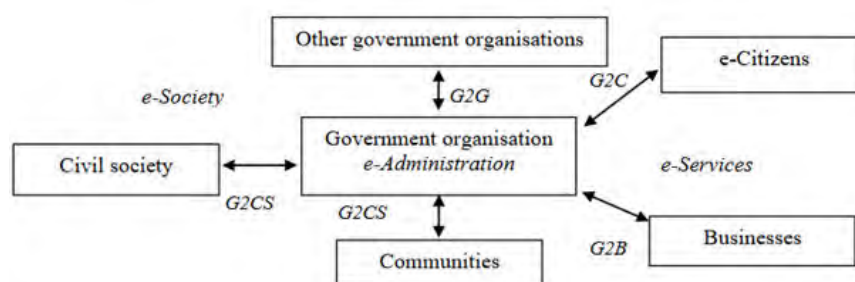 Other government organisations
e-Citizens
G2C
e-Society
G2G
Government organisation
e-Administration
Civil society
e-Services
G2CS
G2CS
Businesses
G2B
Communities